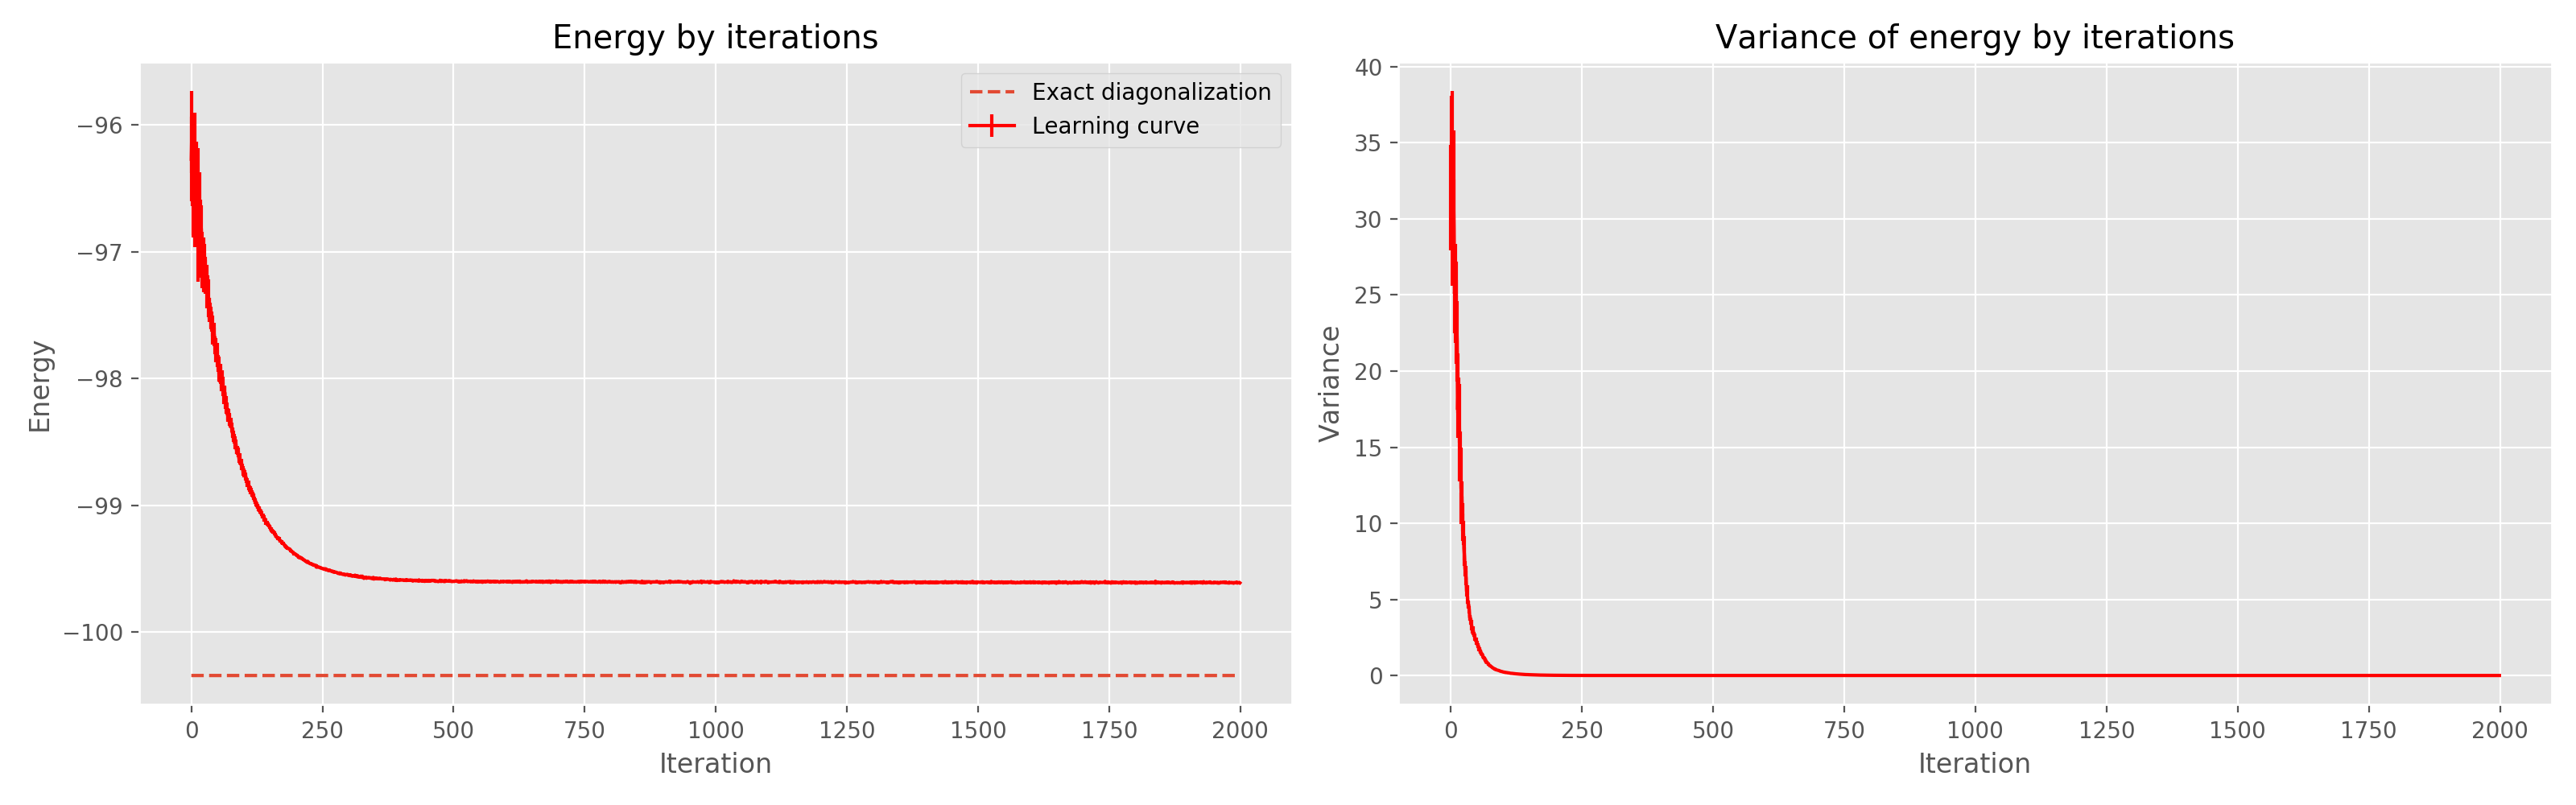 Energy by iterations
Exact diagonalization
Learning curve
−96
−97
−98
−99
−100
Energy
0 250 500 750 1000 1250 1500 1750 2000
Iteration
Variance of energy by iterations
40
35
30
25
20
15
10
5
0
Variance
0 250 500 750 1000 1250 1500 1750 2000
Iteration